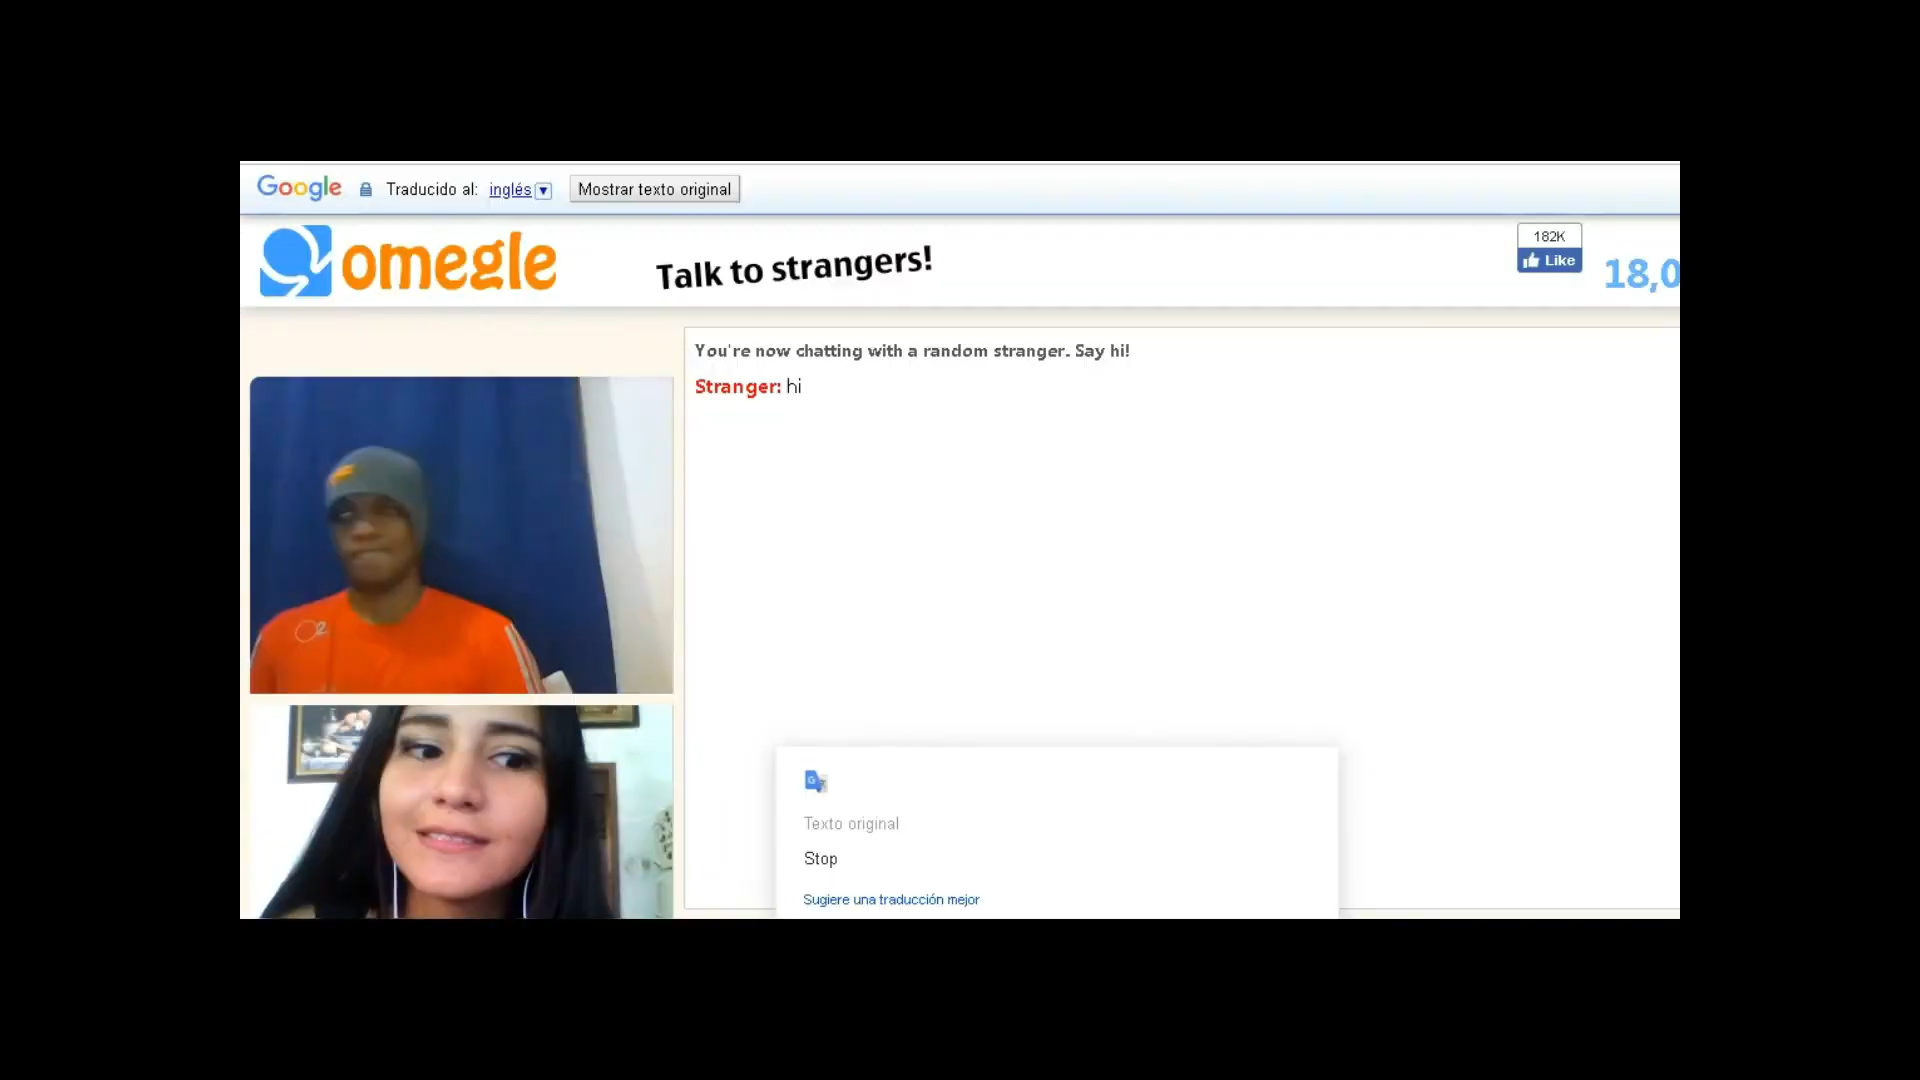 Google Traducido al: inglés Mostrar texto original
omegle Talk to strangers! 182K
Like 18,0
You're now chatting with a random stranger. Say hi!
Stranger: hi
O2
Texto original
Stop
Sugiere una traducción mejor